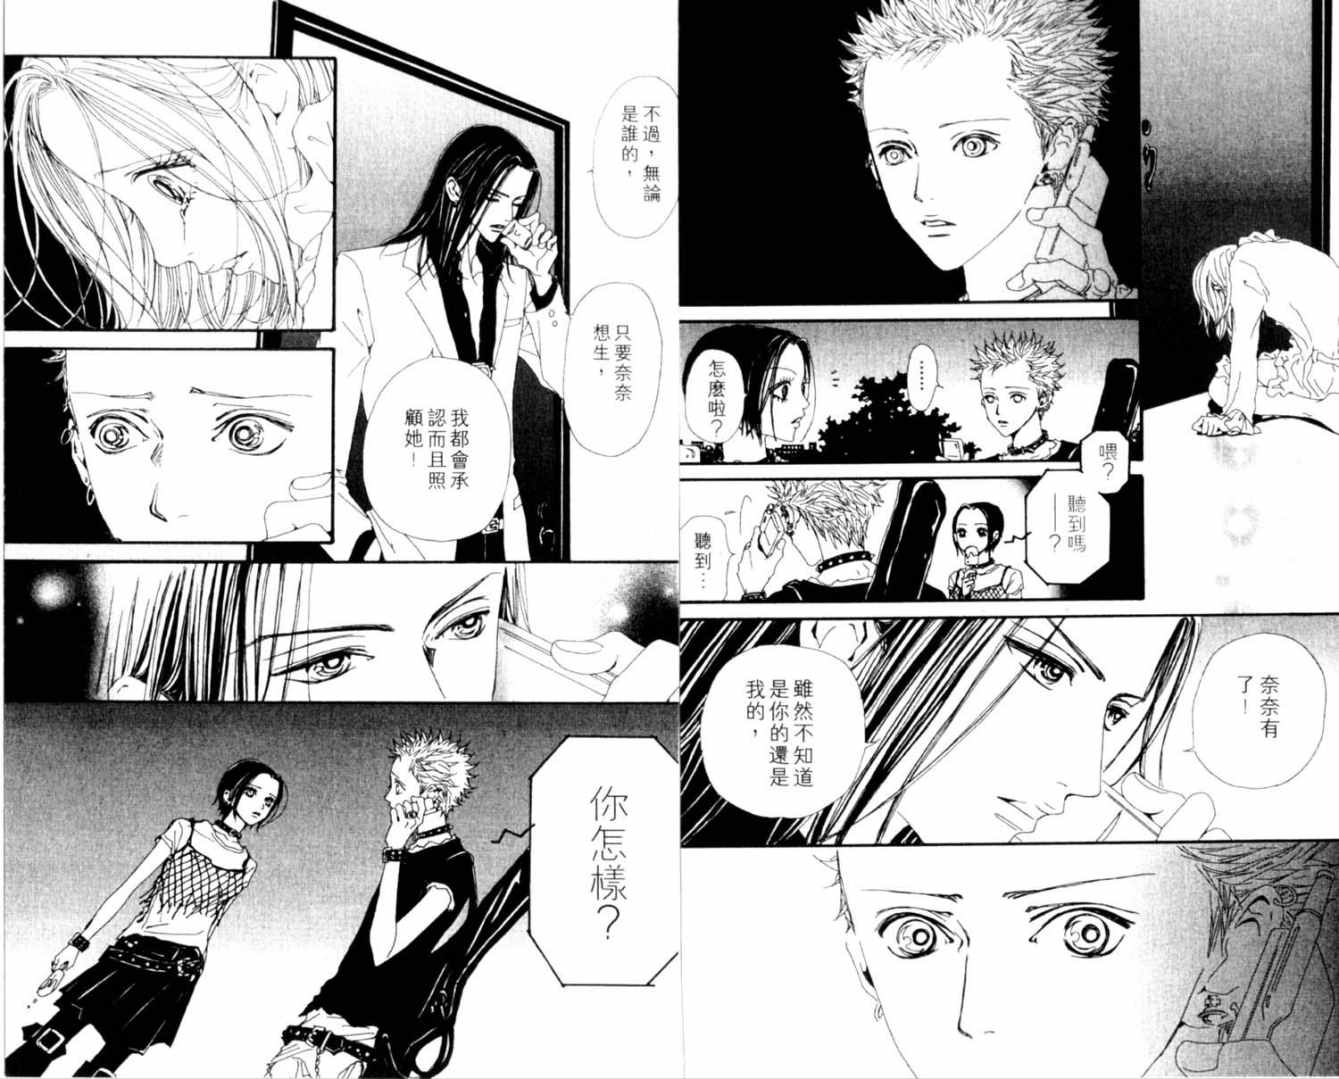 ……
怎麼啦？
喂？
聽到嗎
——？
聽到…
奈奈有
了！
雖然不知道
是你的還是
我的，
不過，無論
是誰的，
只要奈奈
想生，
我都會承
認而且照
顧她！
你怎樣？